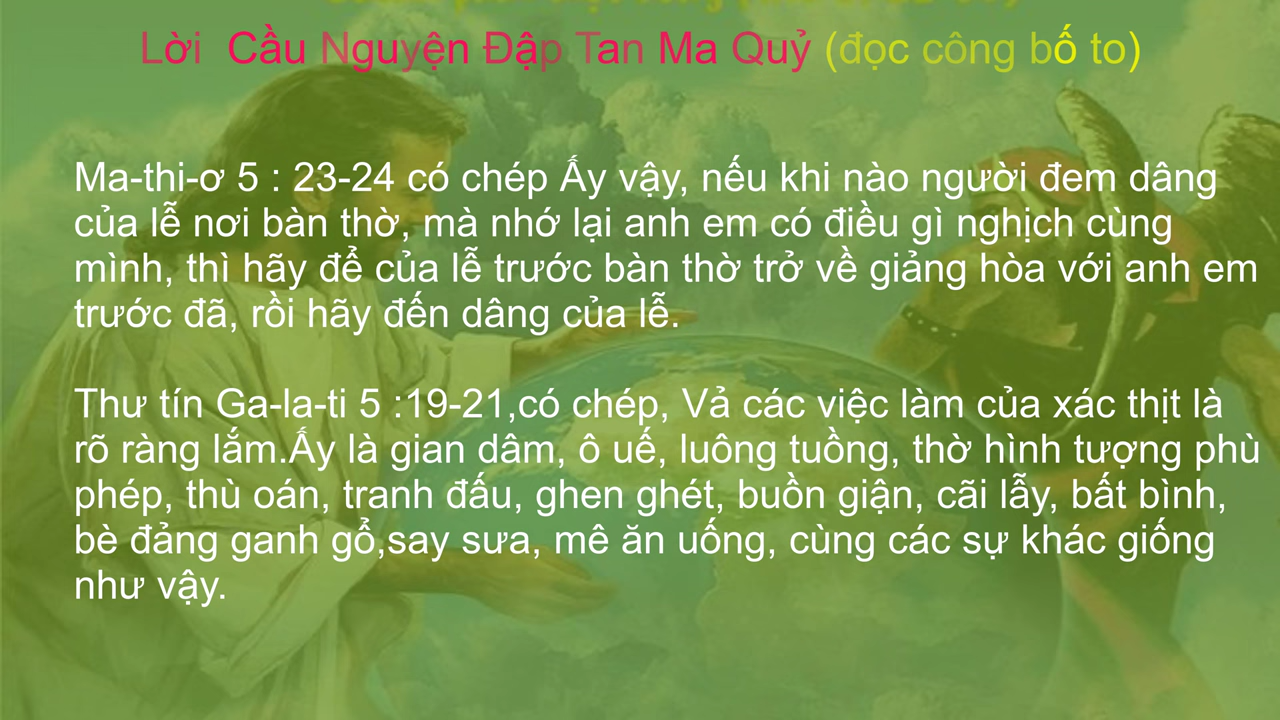 Lời Cầu Nguyện Đập Tan Ma Quỷ (đọc công bố to)
Ma-thi-ơ 5 : 23-24 có chép Ấy vậy, nếu khi nào người đem dâng
của lễ nơi bàn thờ, mà nhớ lại anh em có điều gì nghịch cùng
mình, thì hãy để của lễ trước bàn thờ trở về giảng hòa với anh em
trước đã, rồi hãy đến dâng của lễ.
Thư tín Ga-la-ti 5 :19-21,có chép, Vả các việc làm của xác thịt là
rõ ràng lắm.Ấy là gian dâm, ô uế, luông tuồng, thờ hình tượng phù
phép, thù oán, tranh đấu, ghen ghét, buồn giận, cãi lẫy, bất bình,
bè đảng ganh gổ,say sưa, mê ăn uống, cùng các sự khác giống
như vậy.